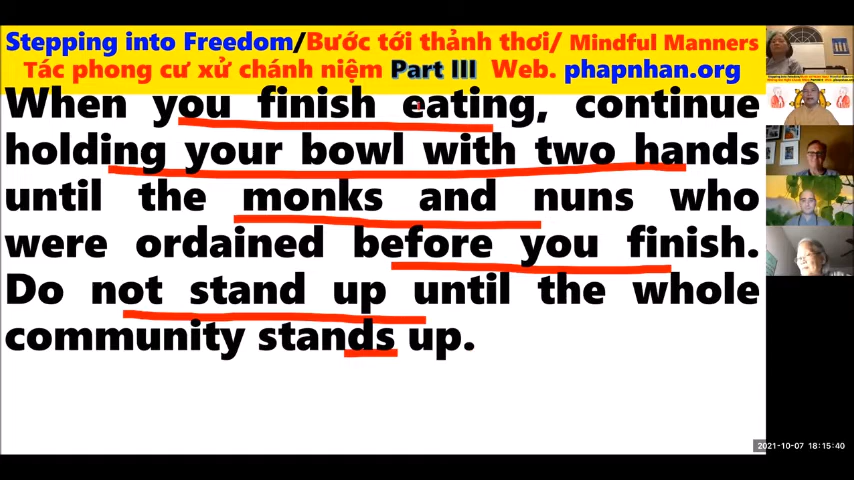 Stepping into Freedom/Bước tới thảnh thơi/ Mindful Manners
Tác phong cư xử chánh niệm Part III Web. phapnhan.org
When you finish eating, continue
holding your bowl with two hands
until the monks and nuns who
were ordained before you finish.
Do not stand up until the whole
community stands up.
2021-10-07 18:15:40